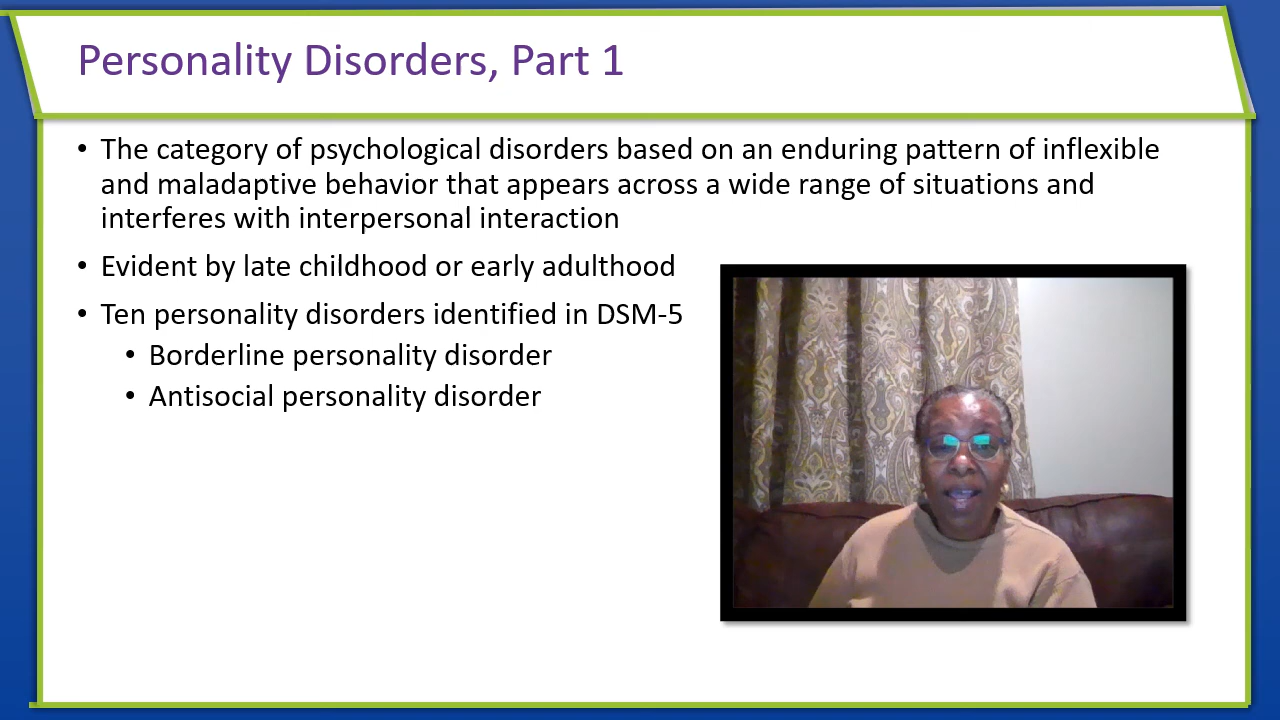 Personality Disorders, Part 1
• The category of psychological disorders based on an enduring pattern of inflexible
and maladaptive behavior that appears across a wide range of situations and
interferes with interpersonal interaction
• Evident by late childhood or early adulthood
• Ten personality disorders identified in DSM-5
• Borderline personality disorder
• Antisocial personality disorder